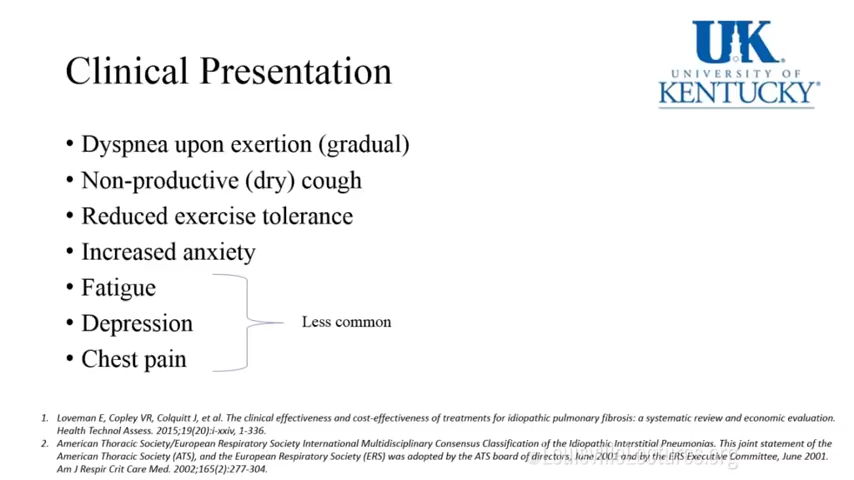 Clinical Presentation
UK
UNIVERSITY OF
KENTUCKY®
• Dyspnea upon exertion (gradual)
• Non-productive (dry) cough
• Reduced exercise tolerance
• Increased anxiety
• Fatigue
• Depression
• Chest pain
Less common
1. Loveman E, Copley VR, Colquitt J, et al. The clinical effectiveness and cost-effectiveness of treatments for idiopathic pulmonary fibrosis: a systematic review and economic evaluation.
Health Technol Assess. 2015;19(20):i-xxiv, 1-336.
2. American Thoracic Society/European Respiratory Society International Multidisciplinary Consensus Classification of the Idiopathic Interstitial Pneumonias. This joint statement of the
American Thoracic Society (ATS), and the European Respiratory Society (ERS) was adopted by the ATS board of directors, June 2001 and by the ERS Executive Committee, June 2001.
Am J Respir Crit Care Med. 2002;165(2):277-304.
©LouisvilleLectures.org